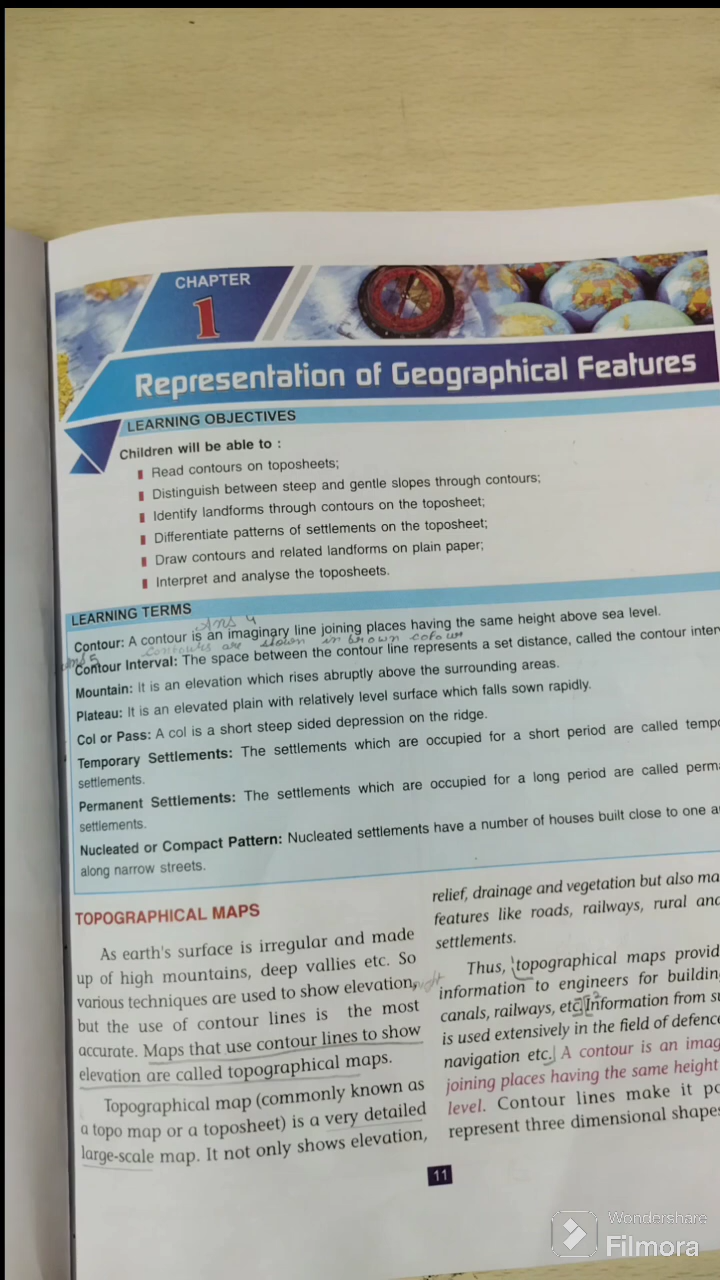 CHAPTER
1
Representation of Geographical Features
LEARNING OBJECTIVES
Children will be able to :
Read contours on toposheets;
Distinguish between steep and gentle slopes through contours;
Identify landforms through contours on the toposheet;
Differentiate patterns of settlements on the toposheet;
Draw contours and related landforms on plain paper;
Interpret and analyse the toposheets.
LEARNING TERMS
Ans 4
Contour: A contour is an imaginary line joining places having the same height above sea level.
Contours are shown in brown colour
Contour Interval: The space between the contour line represents a set distance, called the contour
Mountain: It is an elevation which rises abruptly above the surrounding areas.
Plateau: It is an elevated plain with relatively level surface which falls sown rapidly.
Col or Pass: A col is a short steep sided depression on the ridge.
Temporary Settlements: The settlements which are occupied for a short period are called
settlements.
Permanent Settlements: The settlements which are occupied for a long period are called
settlements.
Nucleated or Compact Pattern: Nucleated settlements have a number of houses built close to one
along narrow streets.
TOPOGRAPHICAL MAPS
As earth's surface is irregular and made
up of high mountains, deep vallies etc. So
various techniques are used to show elevation,
but the use of contour lines is the most
accurate. Maps that use contour lines to show
elevation are called topographical maps.
Topographical map (commonly known as
a topo map or a toposheet) is a very detailed
large-scale map. It not only shows elevation,
relief, drainage and vegetation but also
features like roads, railways, rural
settlements.
Thus, topographical maps
information to engineers for
canals, railways, etc. Information from
is used extensively in the field of
navigation etc. A contour is an
joining places having the same height
level. Contour lines make it
represent three dimensional
11
Wondershare
Filmora